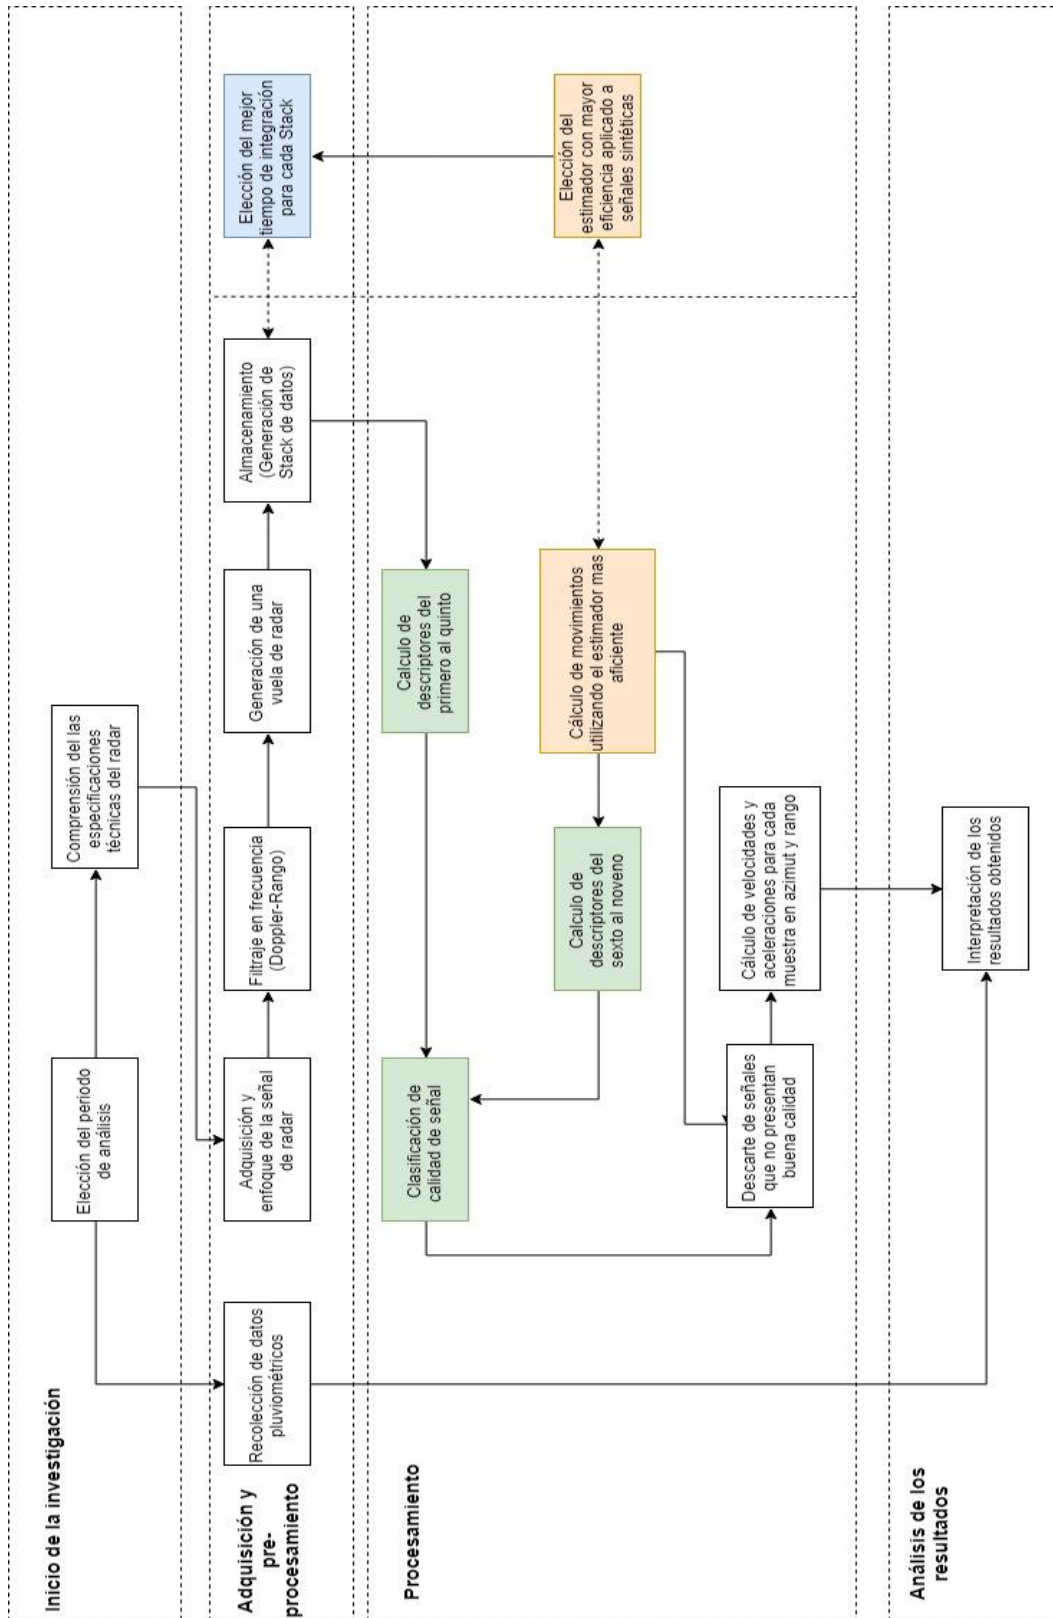 Inicio de la investigación
Elección del periodo
de análisis
Comprensión del las
especificaciones
técnicas del radar
Adquisición y
pre-
procesamiento
Recolección de datos
pluviométricos
Adquisición y
enfoque de la señal
de radar
Filtraje en frecuencia
(Doppler-Rango)
Generación de una
vuela de radar
Almacenamiento
(Generación de
Stack de datos)
Elección del mejor
tiempo de integración
para cada Stack
Procesamiento
Clasificación de
calidad de señal
Calculo de
descriptores del
primero al quinto
Calculo de
descriptores del
sexto al noveno
Cálculo de movimientos
utilizando el estimador mas
aficiente
Elección del
estimador con mayor
eficiencia aplicado a
señales sintéticas
Descarte de señales
que no presentan
buena calidad
Cálculo de velocidades y
aceleraciones para cada
muestra en azimut y rango
Análisis de los
resultados
Interpretación de los
resultados obtenidos